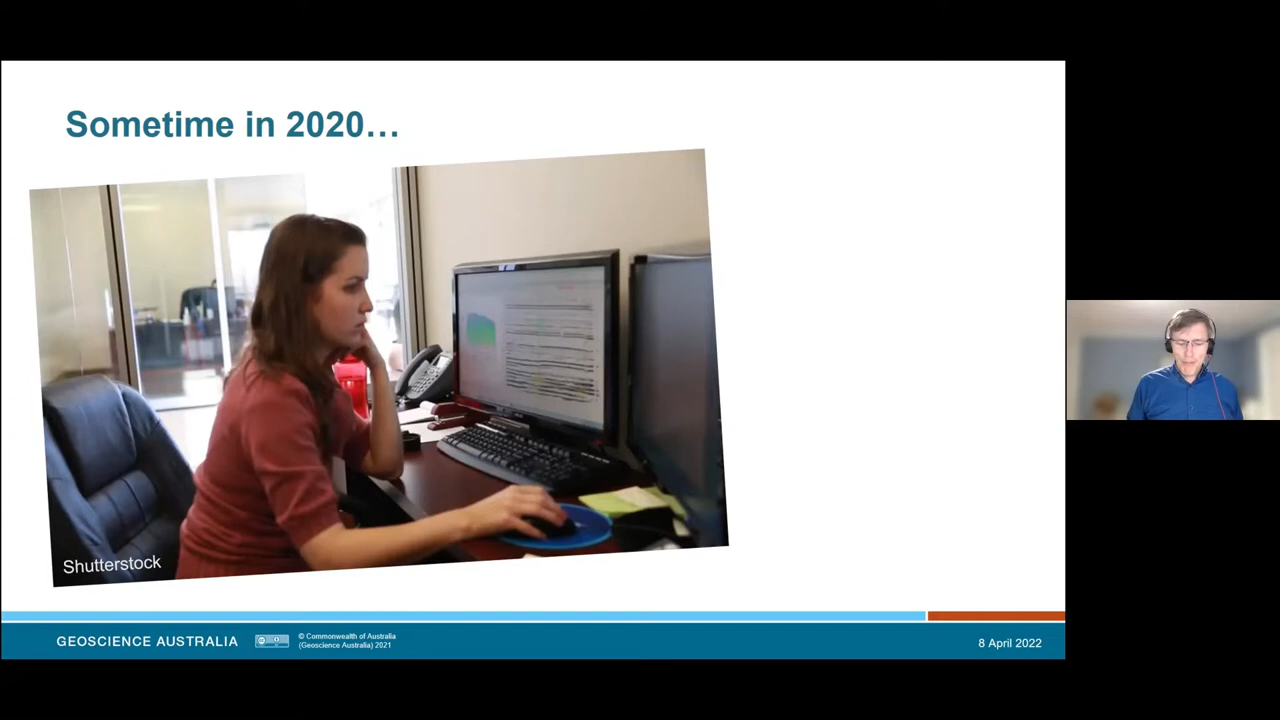 Sometime in 2020…
Shutterstock
GEOSCIENCE AUSTRALIA
© Commonwealth of Australia
(Geoscience Australia) 2021
8 April 2022